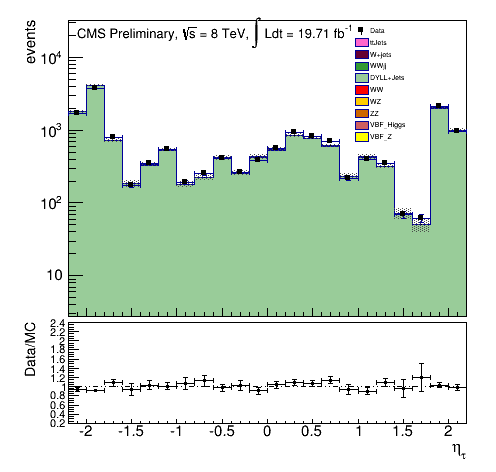 CMS Preliminary, √s = 8 TeV, ∫ Ldt = 19.71 fb⁻¹
Data
ttJets
W+jets
WWjj
DYLL+Jets
WW
WZ
ZZ
VBF_Higgs
VBF_Z
events
10⁴
10³
10²
10
Data/MC
2.4
2.2
2
1.8
1.6
1.4
1.2
1
0.8
0.6
0.4
0.2
-2 -1.5 -1 -0.5 0 0.5 1 1.5 2
ητ